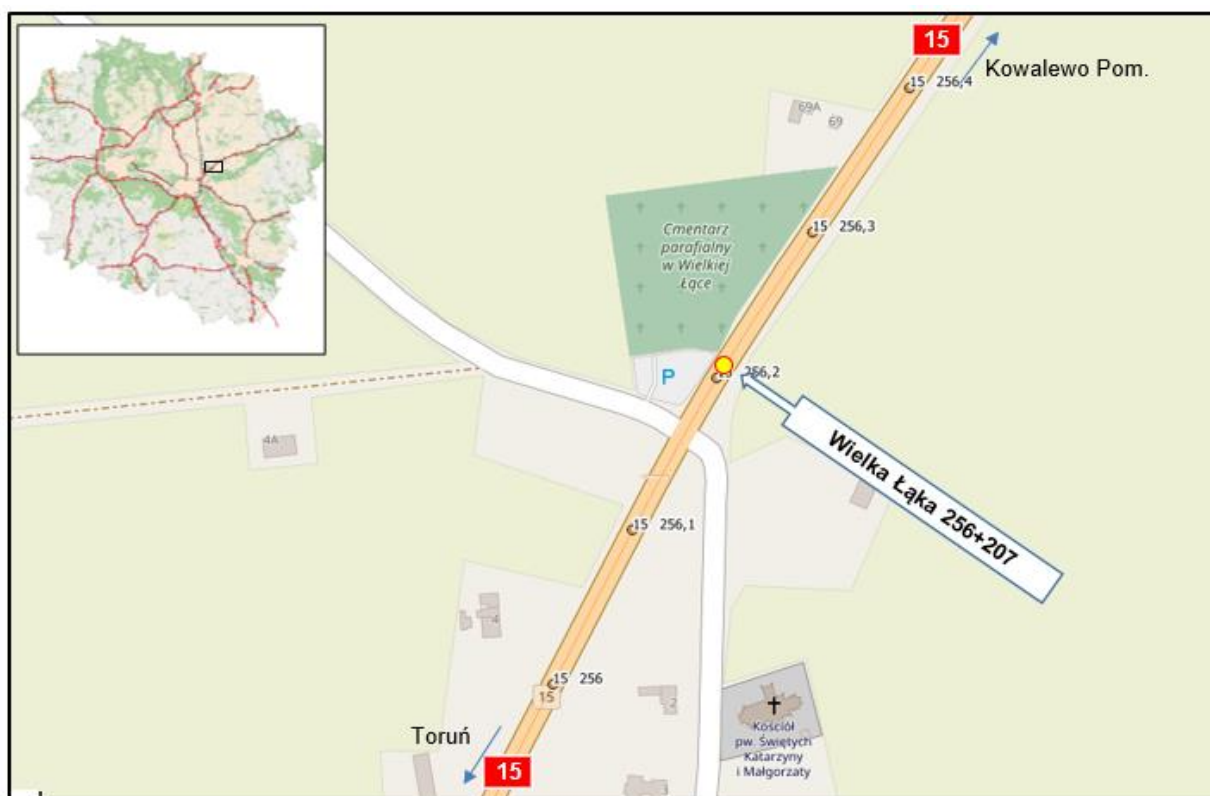 15
Kowalewo Pom.
15 256,4
69A
69
15 256,3
Cmentarz
parafialny
w Wielkiej
Łące
P
15 256,2
4A
Wielka Łąka 256+207
15 256,1
4
15 256
15
2
Toruń
15
Kościół
pw. Świętych
Katarzyny
i Małgorzaty